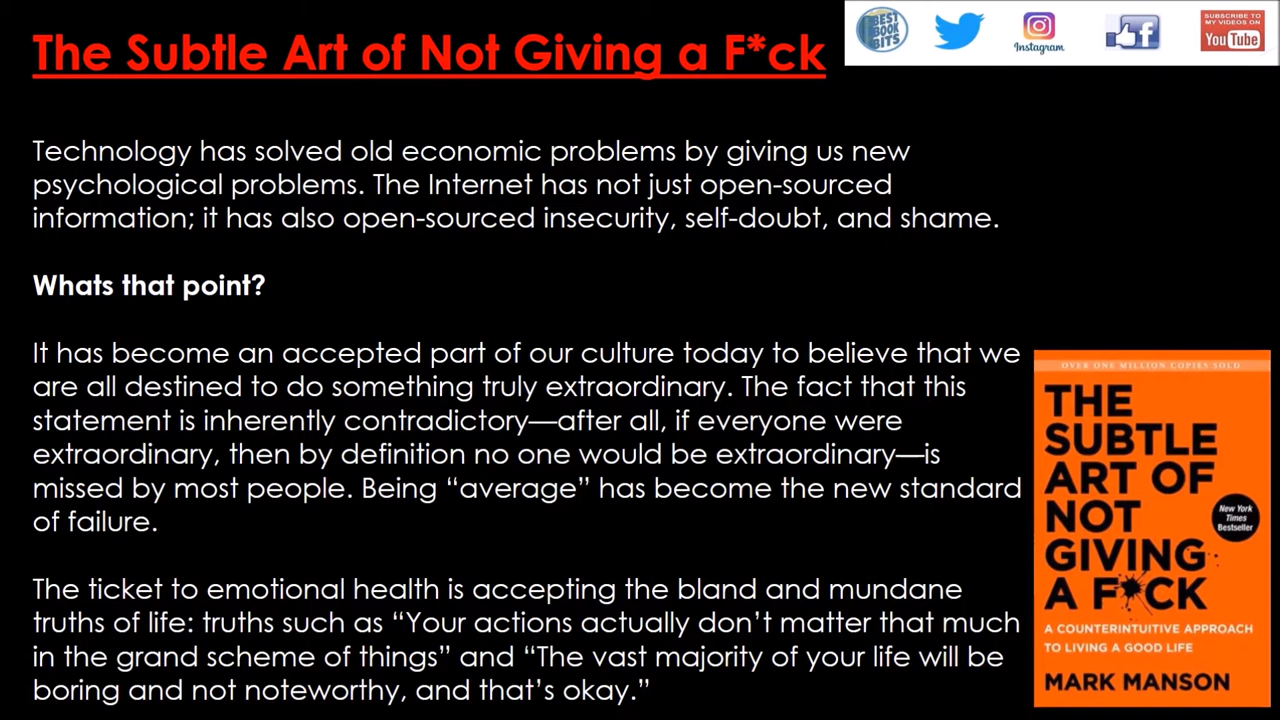 The Subtle Art of Not Giving a F*ck
BEST
BOOK
BITS
Instagram
SUBSCRIBE TO
MY VIDEOS ON
YouTube
Technology has solved old economic problems by giving us new
psychological problems. The Internet has not just open-sourced
information; it has also open-sourced insecurity, self-doubt, and shame.
Whats that point?
It has become an accepted part of our culture today to believe that we
are all destined to do something truly extraordinary. The fact that this
statement is inherently contradictory—after all, if everyone were
extraordinary, then by definition no one would be extraordinary—is
missed by most people. Being “average” has become the new standard
of failure.
The ticket to emotional health is accepting the bland and mundane
truths of life: truths such as “Your actions actually don’t matter that much
in the grand scheme of things” and “The vast majority of your life will be
boring and not noteworthy, and that’s okay.”
OVER ONE MILLION COPIES SOLD
THE
SUBTLE
ART OF
NOT
GIVING
A F*CK
New York
Times
Bestseller
A COUNTERINTUITIVE APPROACH
TO LIVING A GOOD LIFE
MARK MANSON